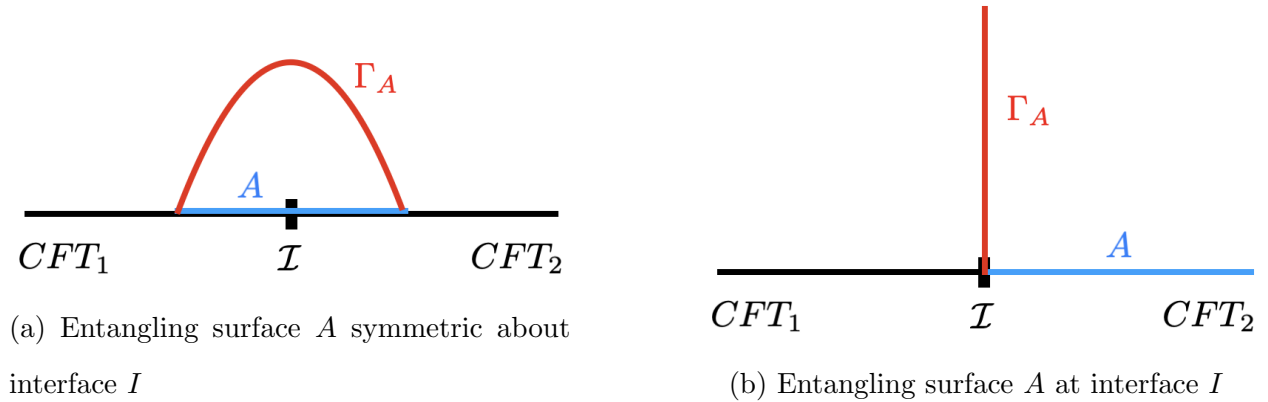 Γ_A
A
CFT_1
𝓘
CFT_2
(a) Entangling surface A symmetric about
interface I
Γ_A
A
CFT_1
𝓘
CFT_2
(b) Entangling surface A at interface I